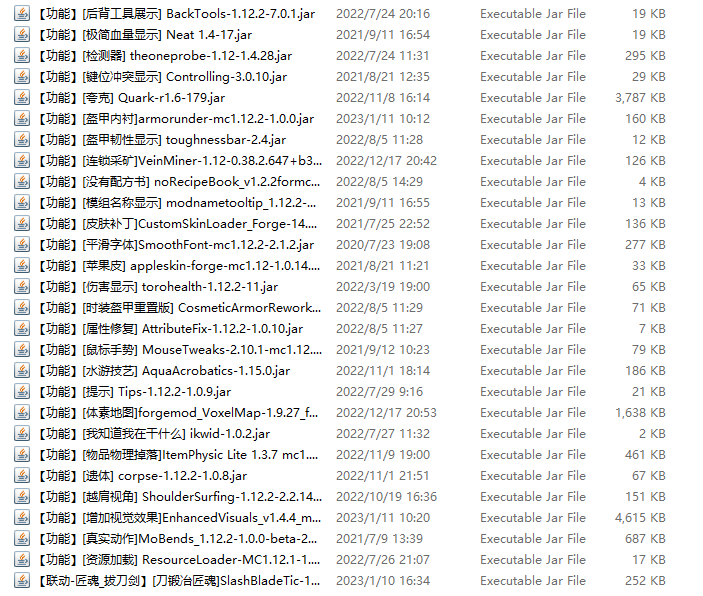 【功能】[后背工具展示] BackTools-1.12.2-7.0.1.jar 2022/7/24 20:16 Executable Jar File 19 KB
【功能】[极简血量显示] Neat 1.4-17.jar 2021/9/11 16:54 Executable Jar File 19 KB
【功能】[检测器] theoneprobe-1.12-1.4.28.jar 2022/7/24 11:31 Executable Jar File 295 KB
【功能】[键位冲突显示] Controlling-3.0.10.jar 2021/8/21 12:35 Executable Jar File 29 KB
【功能】[夸克] Quark-r1.6-179.jar 2022/11/8 16:14 Executable Jar File 3,787 KB
【功能】[盔甲内衬]armorunder-mc1.12.2-1.0.0.jar 2023/1/11 10:12 Executable Jar File 160 KB
【功能】[盔甲韧性显示] toughnessbar-2.4.jar 2022/8/5 11:28 Executable Jar File 12 KB
【功能】[连锁采矿]VeinMiner-1.12-0.38.2.647+b3... 2022/12/17 20:42 Executable Jar File 126 KB
【功能】[没有配方书] noRecipeBook_v1.2.2formc... 2022/8/5 14:29 Executable Jar File 4 KB
【功能】[模组名称显示] modnametooltip_1.12.2-... 2021/9/11 16:55 Executable Jar File 13 KB
【功能】[皮肤补丁]CustomSkinLoader_Forge-14.... 2021/7/25 22:52 Executable Jar File 136 KB
【功能】[平滑字体]SmoothFont-mc1.12.2-2.1.2.jar 2020/7/23 19:08 Executable Jar File 277 KB
【功能】[苹果皮] appleskin-forge-mc1.12-1.0.14.... 2021/8/21 11:21 Executable Jar File 33 KB
【功能】[伤害显示] torohealth-1.12.2-11.jar 2022/3/19 19:00 Executable Jar File 65 KB
【功能】[时装盔甲重置版] CosmeticArmorRework... 2022/8/5 11:29 Executable Jar File 71 KB
【功能】[属性修复] AttributeFix-1.12.2-1.0.10.jar 2022/8/5 11:27 Executable Jar File 7 KB
【功能】[鼠标手势] MouseTweaks-2.10.1-mc1.12.... 2021/9/12 10:23 Executable Jar File 79 KB
【功能】[水游技艺] AquaAcrobatics-1.15.0.jar 2022/11/1 18:14 Executable Jar File 186 KB
【功能】[提示] Tips-1.12.2-1.0.9.jar 2022/7/29 9:16 Executable Jar File 21 KB
【功能】[体素地图]forgemod_VoxelMap-1.9.27_f... 2022/12/17 20:53 Executable Jar File 1,638 KB
【功能】[我知道我在干什么] ikwid-1.0.2.jar 2022/7/27 11:32 Executable Jar File 2 KB
【功能】[物品物理掉落]ItemPhysic Lite 1.3.7 mc1.... 2022/11/9 19:00 Executable Jar File 461 KB
【功能】[遗体] corpse-1.12.2-1.0.8.jar 2022/11/1 21:51 Executable Jar File 67 KB
【功能】[越肩视角] ShoulderSurfing-1.12.2-2.2.14... 2022/10/19 16:36 Executable Jar File 151 KB
【功能】[增加视觉效果]EnhancedVisuals_v1.4.4_m... 2023/1/11 10:20 Executable Jar File 4,615 KB
【功能】[真实动作]MoBends_1.12.2-1.0.0-beta-2... 2021/7/9 13:39 Executable Jar File 687 KB
【功能】[资源加载] ResourceLoader-MC1.12.1-1.... 2022/7/26 21:07 Executable Jar File 17 KB
【联动-匠魂_拔刀剑】[刀锻冶匠魂]SlashBladeTic-1... 2023/1/10 16:34 Executable Jar File 252 KB